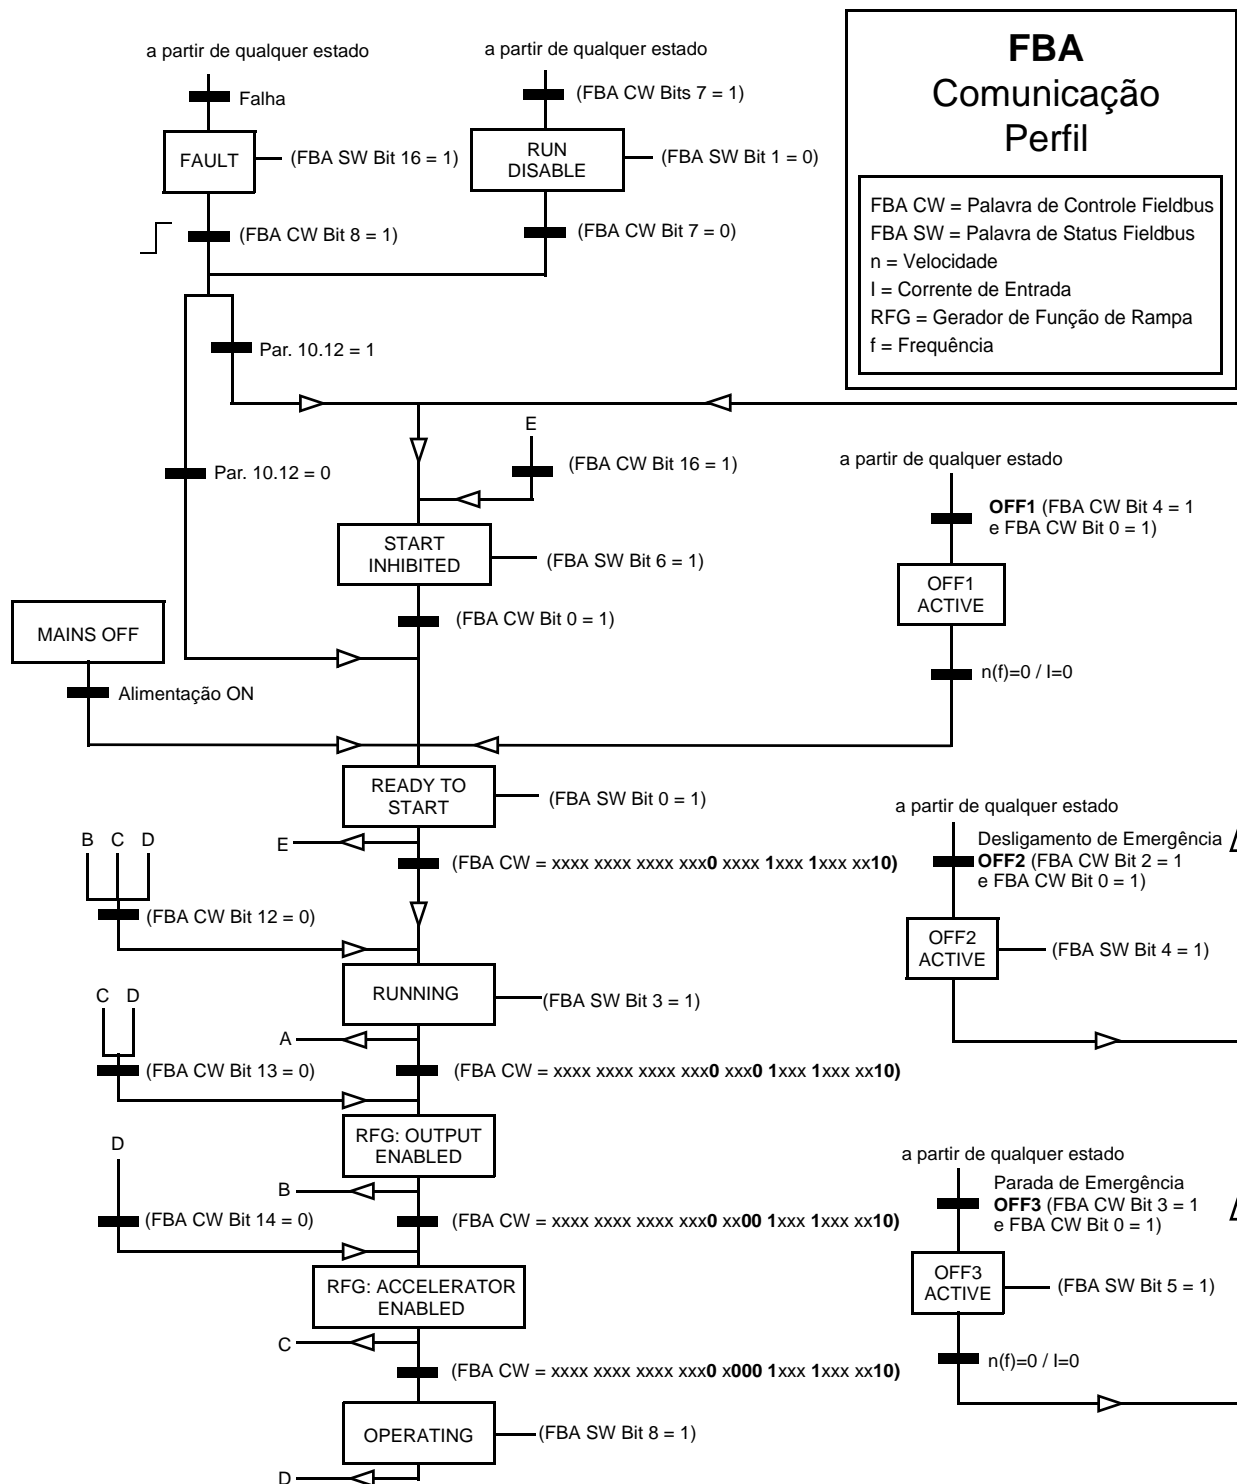 a partir de qualquer estado
a partir de qualquer estado
FBA
Comunicação
Perfil
FBA CW = Palavra de Controle Fieldbus
FBA SW = Palavra de Status Fieldbus
n = Velocidade
I = Corrente de Entrada
RFG = Gerador de Função de Rampa
f = Frequência
Falha
(FBA CW Bits 7 = 1)
FAULT
(FBA SW Bit 16 = 1)
RUN
DISABLE
(FBA SW Bit 1 = 0)
(FBA CW Bit 8 = 1)
(FBA CW Bit 7 = 0)
Par. 10.12 = 1
E
(FBA CW Bit 16 = 1)
Par. 10.12 = 0
a partir de qualquer estado
OFF1 (FBA CW Bit 4 = 1
e FBA CW Bit 0 = 1)
START
INHIBITED
(FBA SW Bit 6 = 1)
OFF1
ACTIVE
(FBA CW Bit 0 = 1)
MAINS OFF
n(f)=0 / I=0
Alimentação ON
READY TO
START
(FBA SW Bit 0 = 1)
a partir de qualquer estado
B C D
E
(FBA CW = xxxx xxxx xxxx xxx0 xxxx 1xxx 1xxx xx10)
Desligamento de Emergência
OFF2 (FBA CW Bit 2 = 1
e FBA CW Bit 0 = 1)
(FBA CW Bit 12 = 0)
OFF2
ACTIVE
(FBA SW Bit 4 = 1)
RUNNING
(FBA SW Bit 3 = 1)
C D
A
(FBA CW Bit 13 = 0)
(FBA CW = xxxx xxxx xxxx xxx0 xxx0 1xxx 1xxx xx10)
RFG: OUTPUT
ENABLED
D
a partir de qualquer estado
B
Parada de Emergência
OFF3 (FBA CW Bit 3 = 1
e FBA CW Bit 0 = 1)
(FBA CW Bit 14 = 0)
(FBA CW = xxxx xxxx xxxx xxx0 xx00 1xxx 1xxx xx10)
RFG: ACCELERATOR
ENABLED
OFF3
ACTIVE
(FBA SW Bit 5 = 1)
C
(FBA CW = xxxx xxxx xxxx xxx0 x000 1xxx 1xxx xx10)
n(f)=0 / I=0
OPERATING
(FBA SW Bit 8 = 1)
D